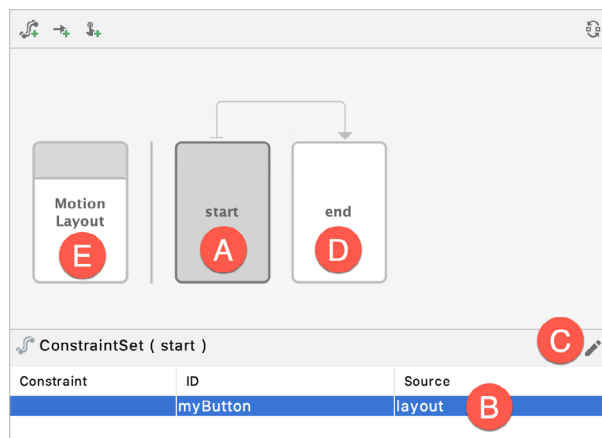 Motion
Layout
E
start
A
end
D
ConstraintSet ( start )
C
Constraint ID Source
myButton layout B